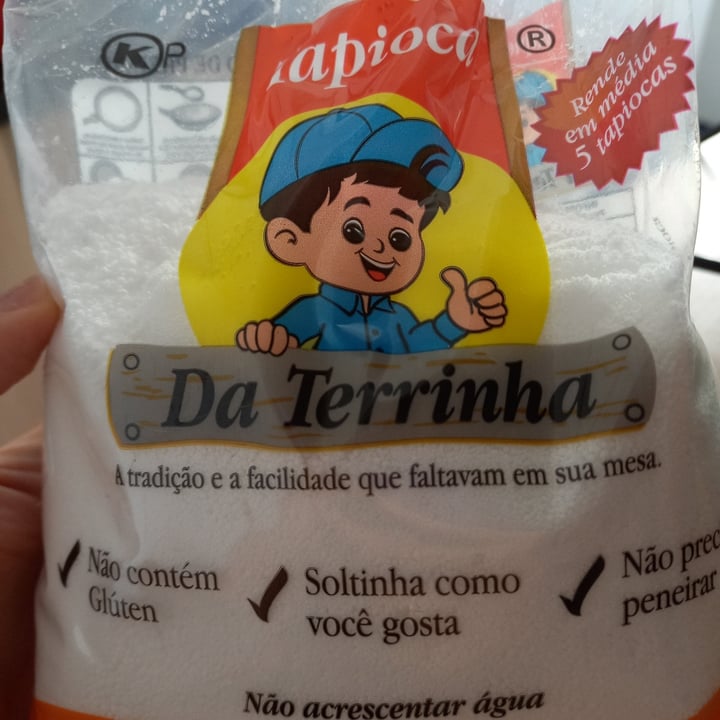 KP
Tapioca ®
Rende
em média
5 tapiocas
Da Terrinha
A tradição e a facilidade que faltavam em sua mesa.
Não contém
Glúten
Soltinha como
você gosta
Não prec
peneirar
Não acrescentar água